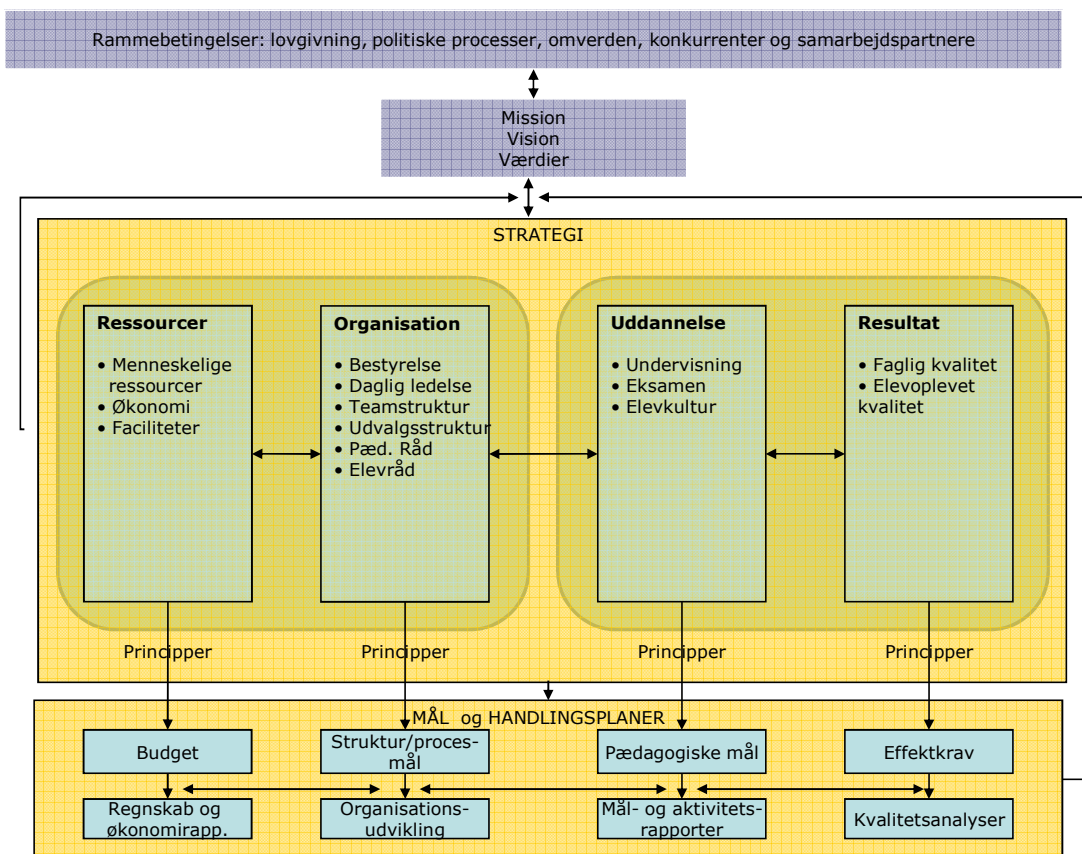 Rammebetingelser: lovgivning, politiske processer, omverden, konkurrenter og samarbejdspartnere
Mission
Vision
Værdier
STRATEGI
Ressourcer
• Menneskelige
ressourcer
• Økonomi
• Faciliteter
Organisation
• Bestyrelse
• Daglig ledelse
• Teamstruktur
• Udvalgsstruktur
• Pæd. Råd
• Elevråd
Uddannelse
• Undervisning
• Eksamen
• Elevkultur
Resultat
• Faglig kvalitet
• Elevoplevet
kvalitet
Principper
Principper
Principper
Principper
MÅL og HANDLINGSPLANER
Budget
Struktur/proces-
mål
Pædagogiske mål
Effektkrav
Regnskab og
økonomirapp.
Organisations-
udvikling
Mål- og aktivitets-
rapporter
Kvalitetsanalyser